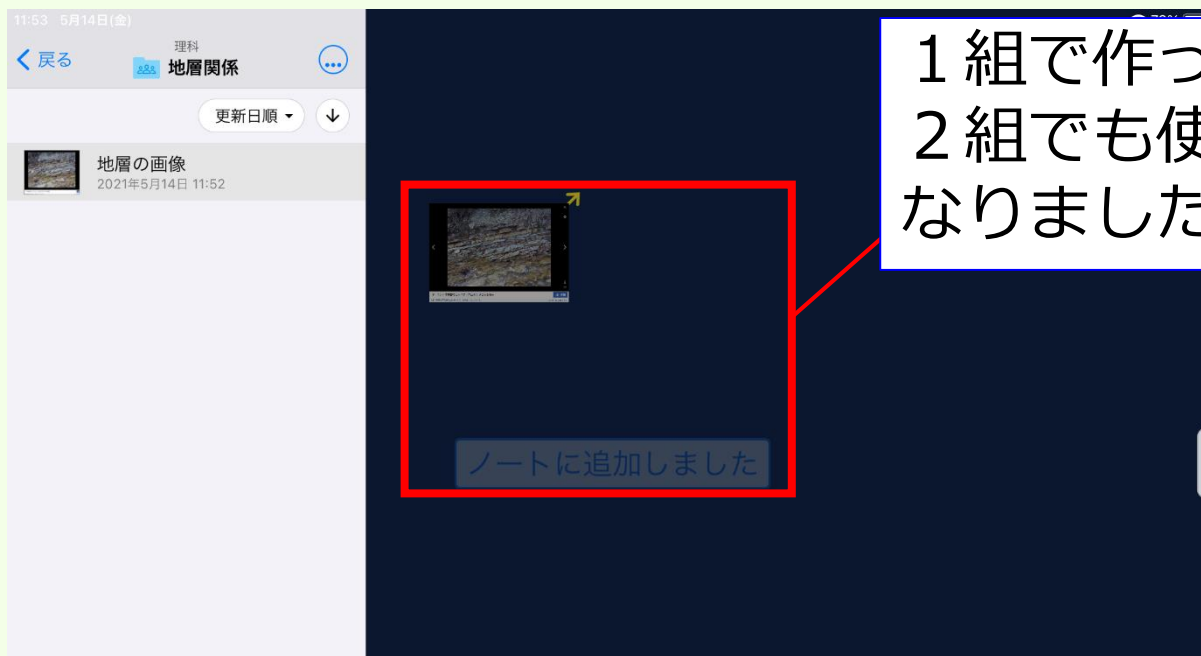 11:53 5月14日(金)
戻る
理科
地層関係
更新日順
地層の画像
2021年5月14日 11:52
ノートに追加しました
１組で作っ
２組でも使
なりました